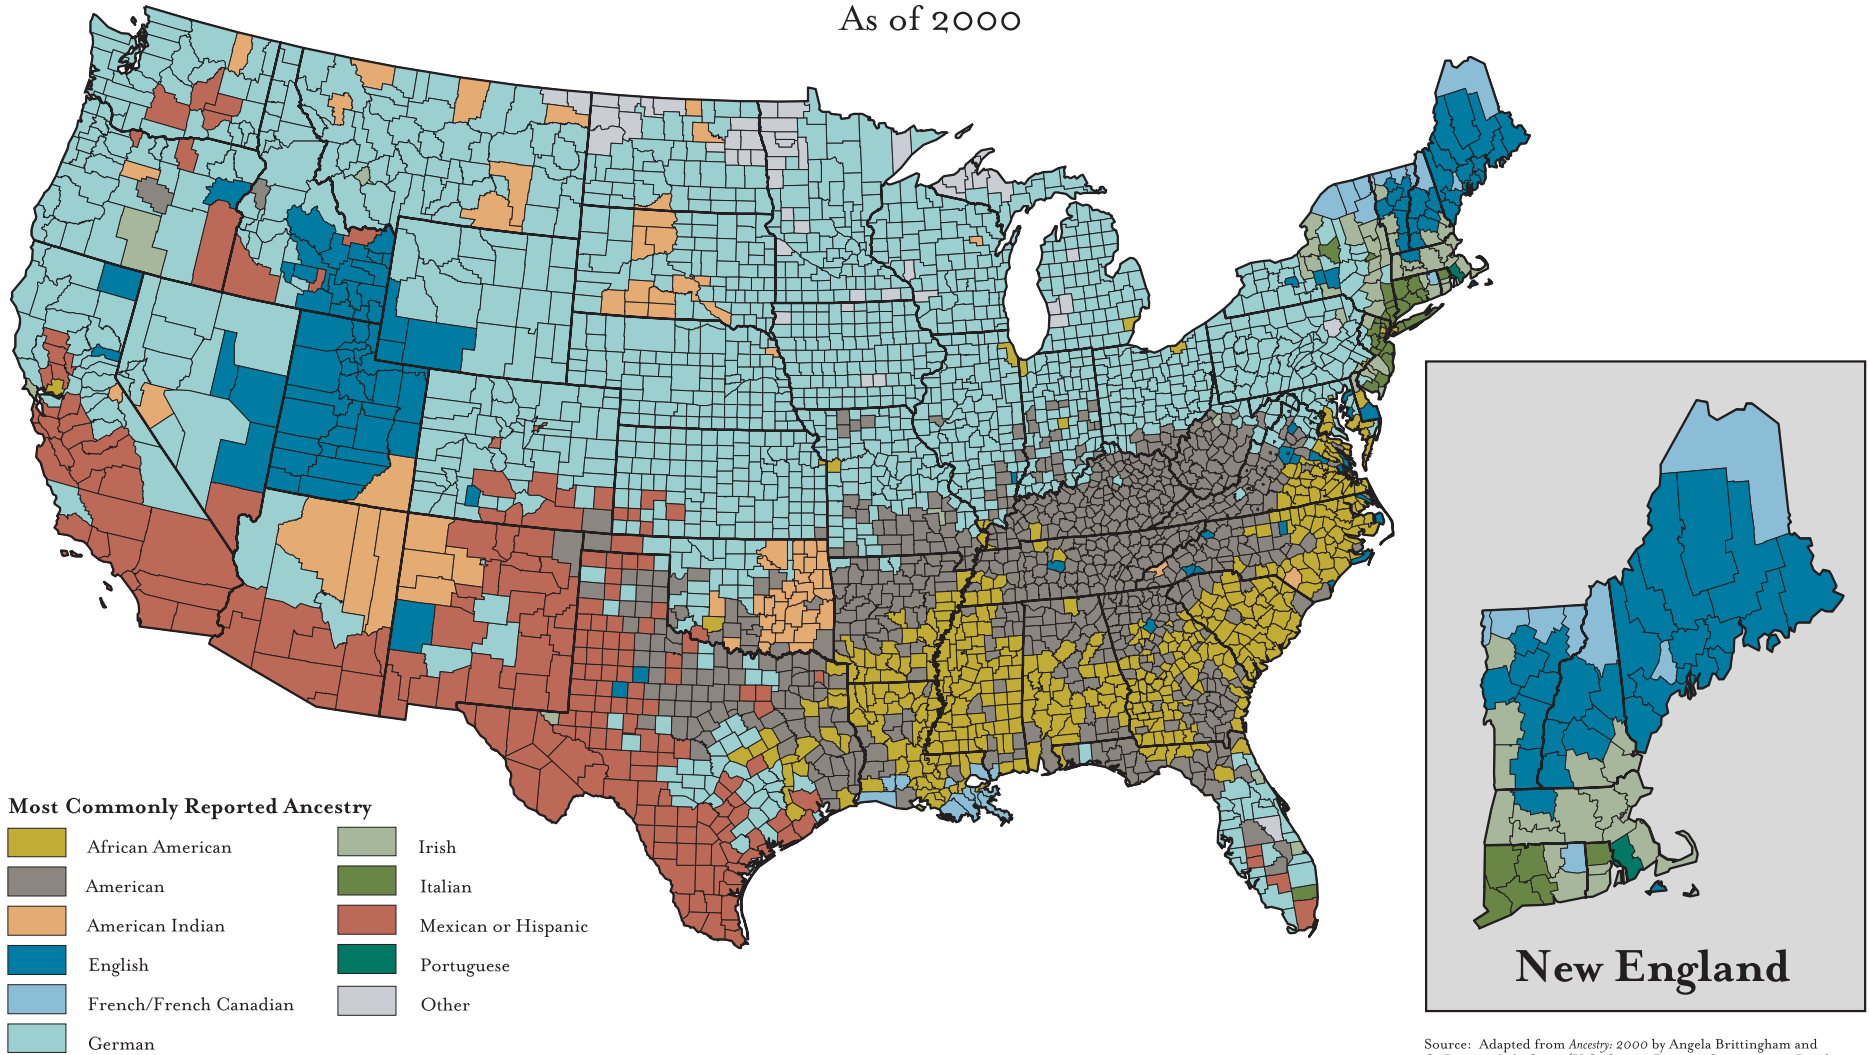 As of 2000
Most Commonly Reported Ancestry
African American
American
American Indian
English
French/French Canadian
German
Irish
Italian
Mexican or Hispanic
Portuguese
Other
New England
Source: Adapted from Ancestry: 2000 by Angela Brittingham and